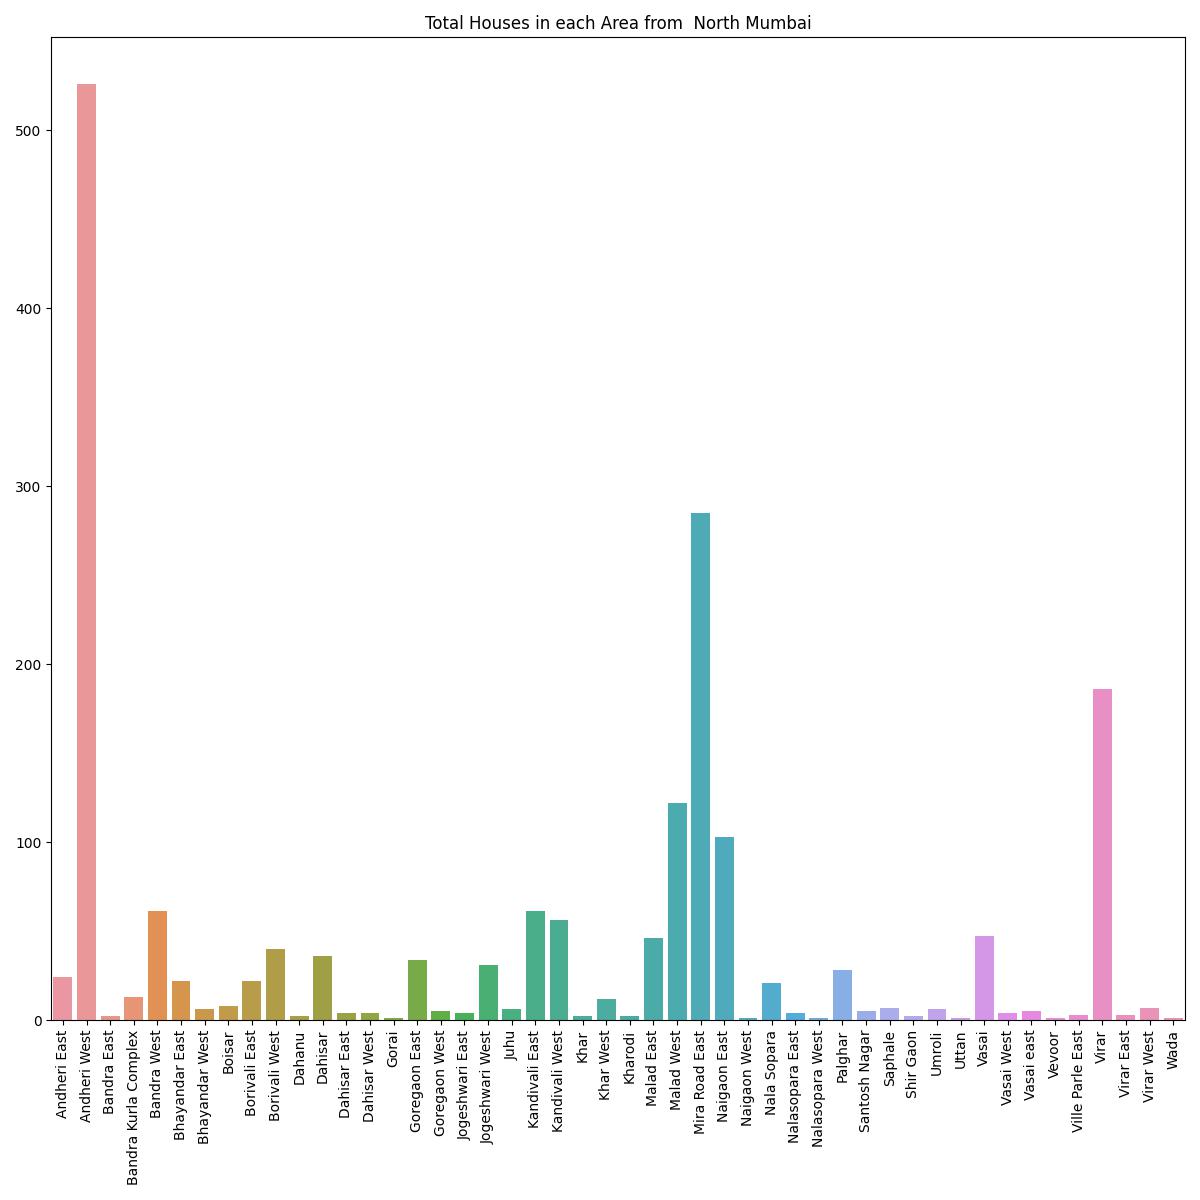 Total Houses in each Area from  North Mumbai
500
400
300
200
100
0
Andheri East
Andheri West
Bandra East
Bandra Kurla Complex
Bandra West
Bhayandar East
Bhayandar West
Boisar
Borivali East
Borivali West
Dahanu
Dahisar
Dahisar East
Dahisar West
Gorai
Goregaon East
Goregaon West
Jogeshwari East
Jogeshwari West
Juhu
Kandivali East
Kandivali West
Khar
Khar West
Kharodi
Malad East
Malad West
Mira Road East
Naigaon East
Naigaon West
Nala Sopara
Nalasopara East
Nalasopara West
Palghar
Santosh Nagar
Saphale
Shir Gaon
Umroli
Uttan
Vasai
Vasai West
Vasai east
Vevoor
Ville Parle East
Virar
Virar East
Virar West
Wada